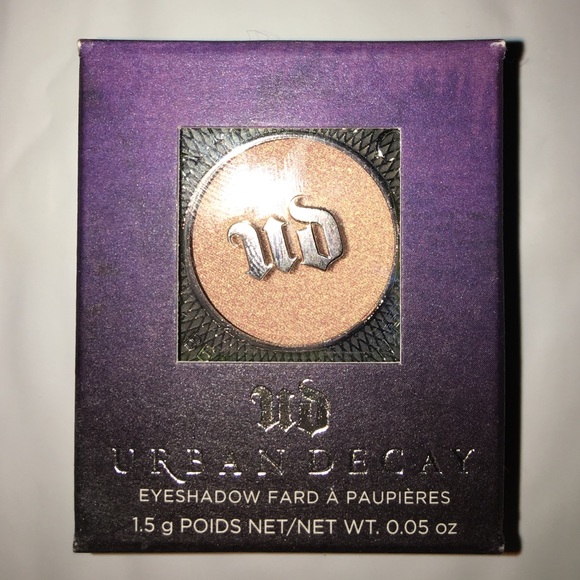 ud
ud
URBAN DECAY
EYESHADOW FARD À PAUPIÈRES
1.5 g POIDS NET/NET WT. 0.05 oz